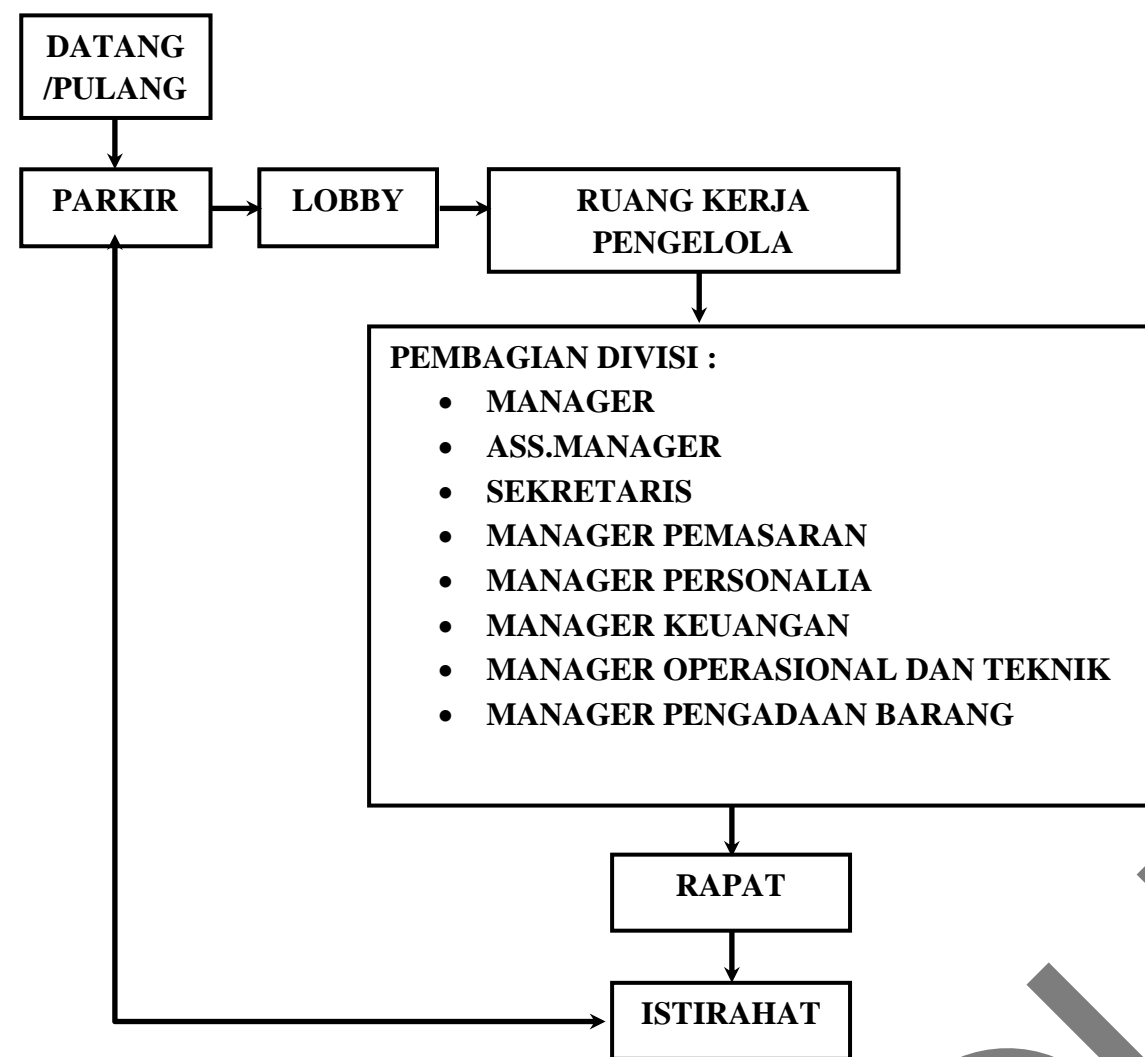 DATANG
/PULANG
PARKIR
LOBBY
RUANG KERJA
PENGELOLA
PEMBAGIAN DIVISI :
• MANAGER
• ASS.MANAGER
• SEKRETARIS
• MANAGER PEMASARAN
• MANAGER PERSONALIA
• MANAGER KEUANGAN
• MANAGER OPERASIONAL DAN TEKNIK
• MANAGER PENGADAAN BARANG
RAPAT
ISTIRAHAT